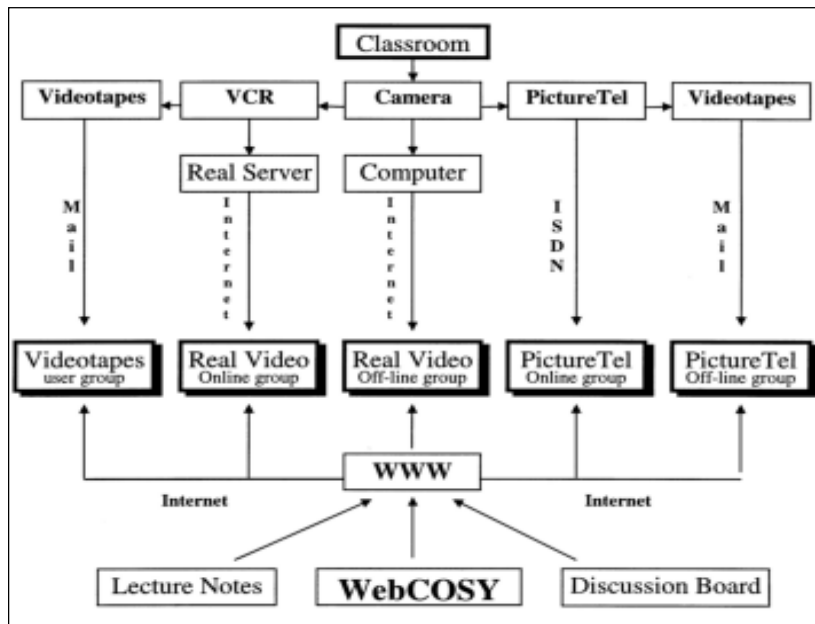 Classroom
Videotapes
VCR
Camera
PictureTel
Videotapes
Real Server
Computer
Mail
Internet
Internet
ISDN
Mail
Videotapes
user group
Real Video
Online group
Real Video
Off-line group
PictureTel
Online group
PictureTel
Off-line group
WWW
Internet
Internet
Lecture Notes
WebCOSY
Discussion Board